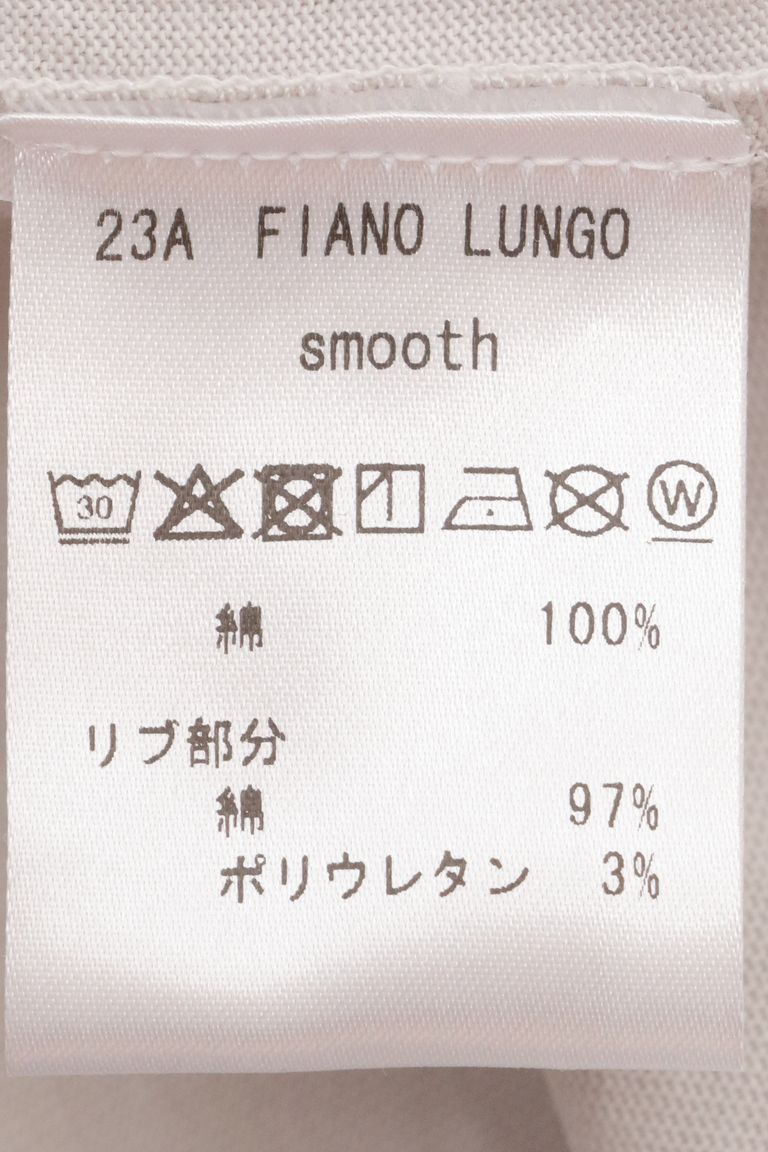 23A FIANO LUNGO
smooth
30 W
綿 100%
リブ部分
綿 97%
ポリウレタン 3%